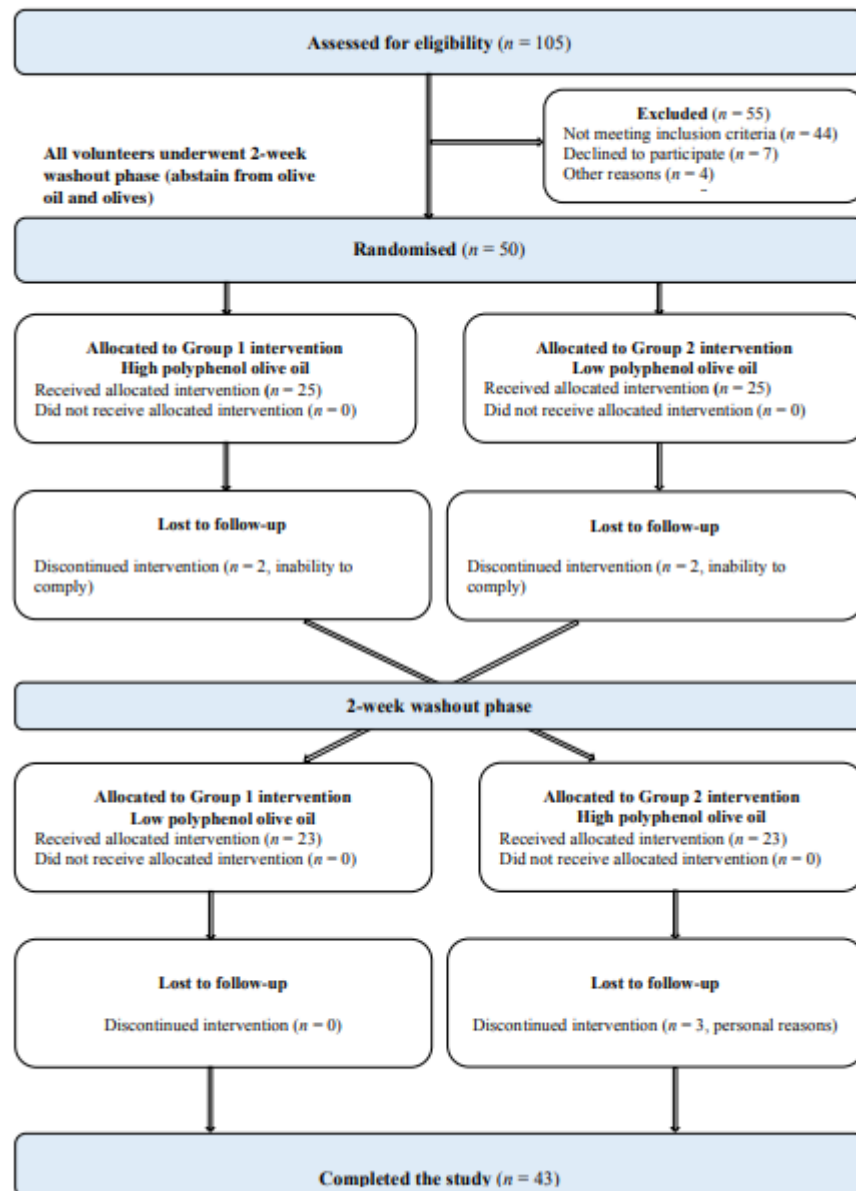 Assessed for eligibility (n = 105)
Excluded (n = 55)
Not meeting inclusion criteria (n = 44)
Declined to participate (n = 7)
Other reasons (n = 4)
All volunteers underwent 2-week
washout phase (abstain from olive
oil and olives)
Randomised (n = 50)
Allocated to Group 1 intervention
High polyphenol olive oil
Received allocated intervention (n = 25)
Did not receive allocated intervention (n = 0)
Allocated to Group 2 intervention
Low polyphenol olive oil
Received allocated intervention (n = 25)
Did not receive allocated intervention (n = 0)
Lost to follow-up
Discontinued intervention (n = 2, inability to
comply)
Lost to follow-up
Discontinued intervention (n = 2, inability to
comply)
2-week washout phase
Allocated to Group 1 intervention
Low polyphenol olive oil
Received allocated intervention (n = 23)
Did not receive allocated intervention (n = 0)
Allocated to Group 2 intervention
High polyphenol olive oil
Received allocated intervention (n = 23)
Did not receive allocated intervention (n = 0)
Lost to follow-up
Discontinued intervention (n = 0)
Lost to follow-up
Discontinued intervention (n = 3, personal reasons)
Completed the study (n = 43)